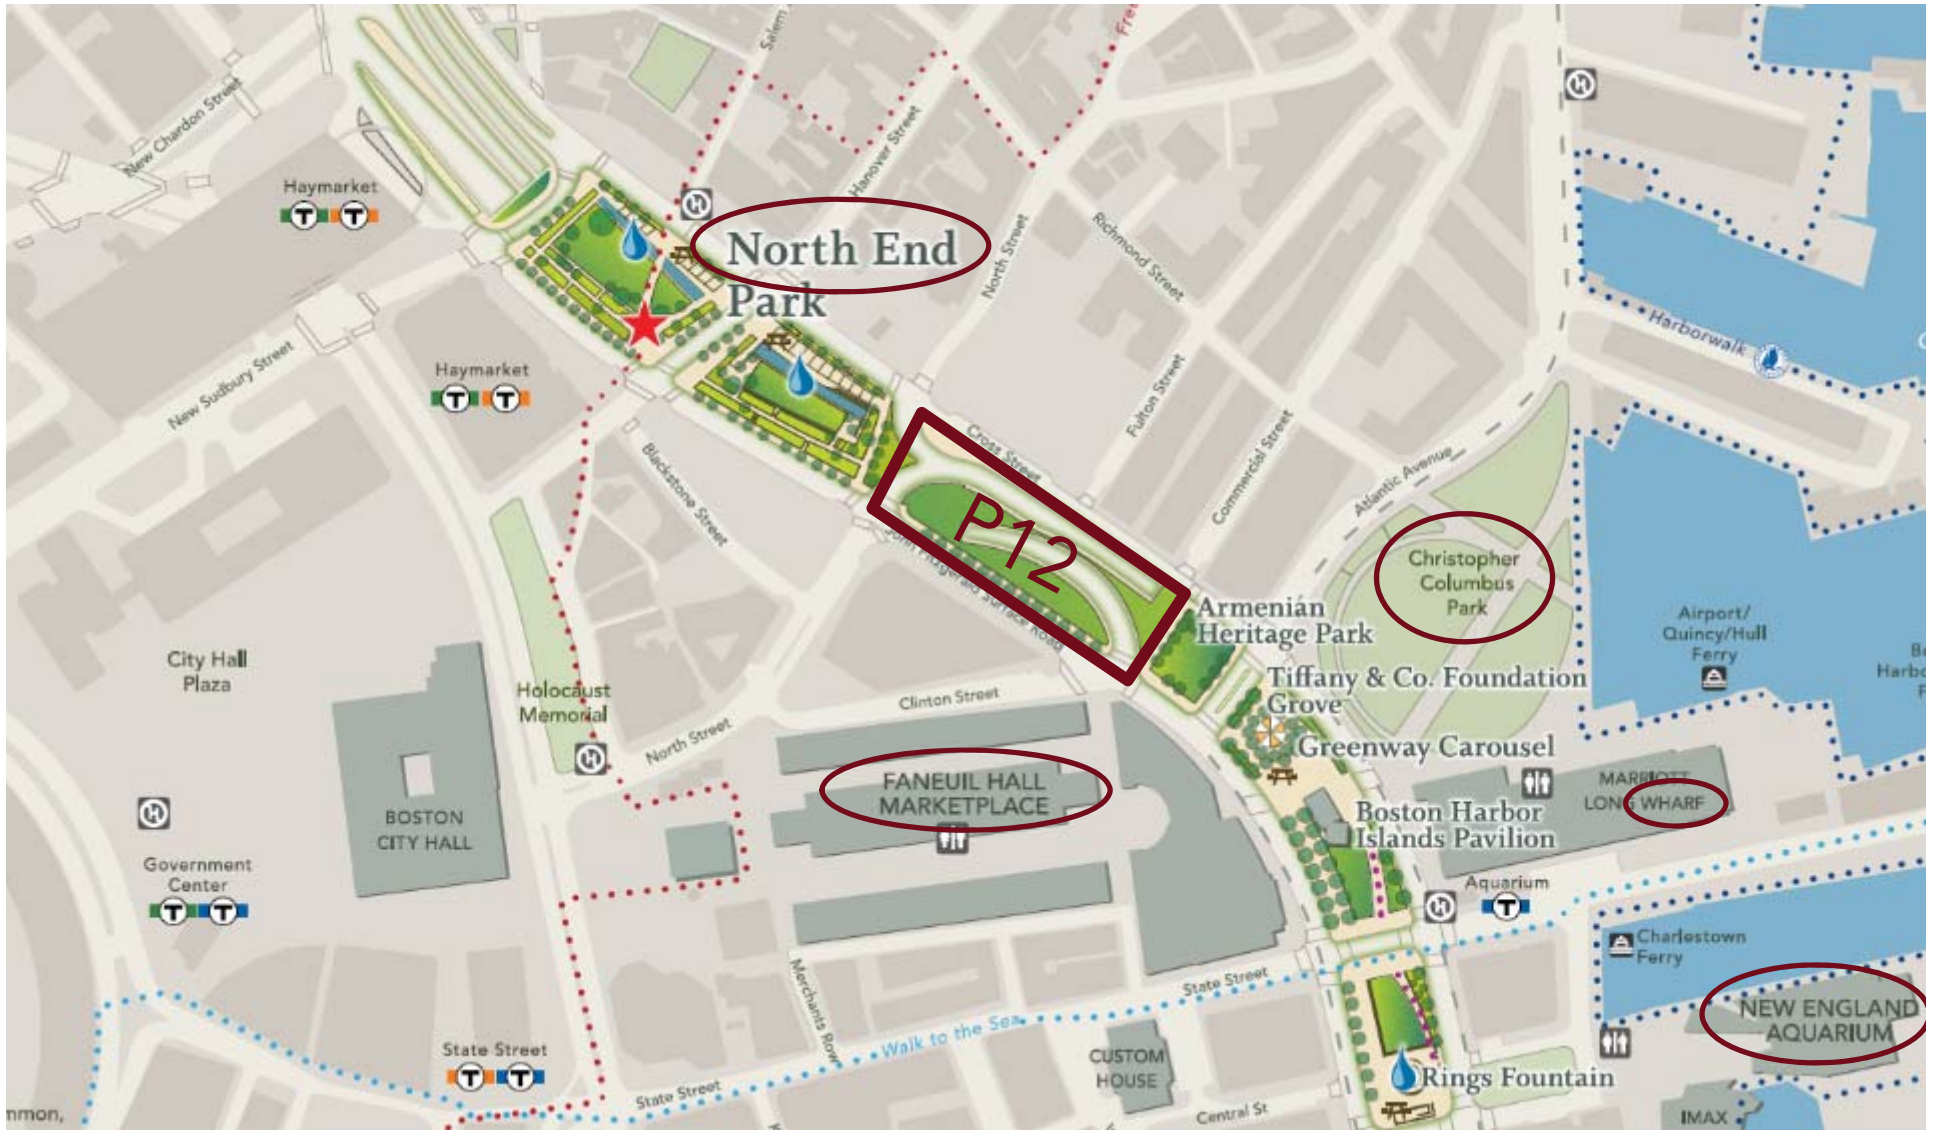 Salem
Fre
New Chardon Street
Haymarket
T T
Hanover Street
North End
Park
North Street
Richmond Street
Harborwalk
New Sudbury Street
Haymarket
T T
Fulton Street
Cross Street
Commercial Street
Atlantic Avenue
Blackstone Street
P12
John Fitzgerald Surface Road
Christopher
Columbus
Park
Armenian
Heritage Park
Airport/
Quincy/Hull
Ferry
Harbo
City Hall
Plaza
Holocaust
Memorial
Clinton Street
Tiffany & Co. Foundation
Grove
North Street
Greenway Carousel
FANEUIL HALL
MARKETPLACE
MARRIOTT
LONG WHARF
BOSTON
CITY HALL
Boston Harbor
Islands Pavilion
Government
Center
T T
Aquarium
T
Charlestown
Ferry
Merchants Row
State Street
NEW ENGLAND
AQUARIUM
Walk to the Sea
State Street
T T
CUSTOM
HOUSE
Rings Fountain
State Street
Central St
IMAX
mmon,